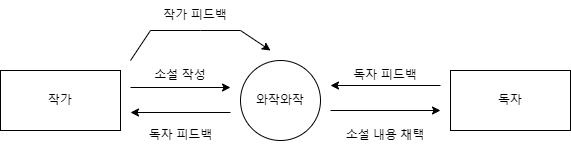 작가 피드백
소설 작성
독자 피드백
작가
와작와작
독자
독자 피드백
소설 내용 채택